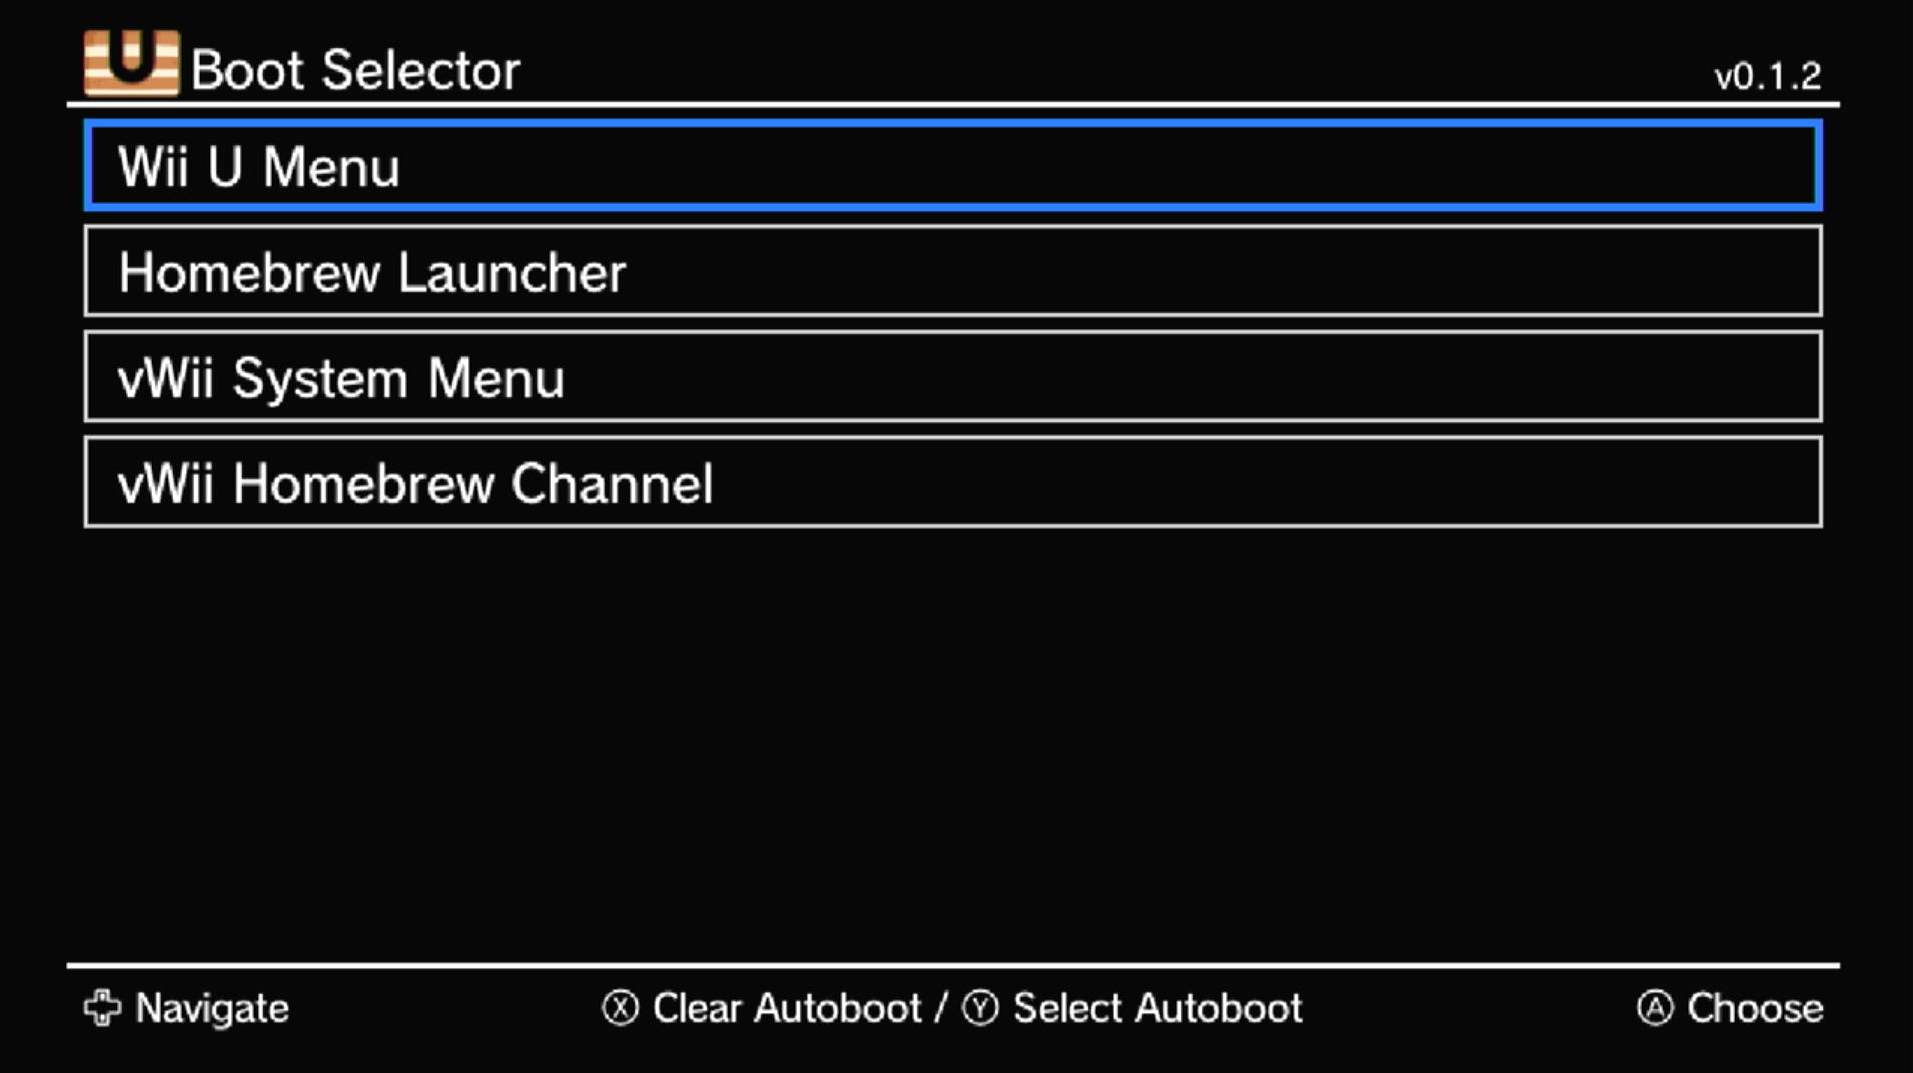 U Boot Selector
v0.1.2
Wii U Menu
Homebrew Launcher
vWii System Menu
vWii Homebrew Channel
Navigate
Ⓧ Clear Autoboot / Ⓨ Select Autoboot
Ⓐ Choose